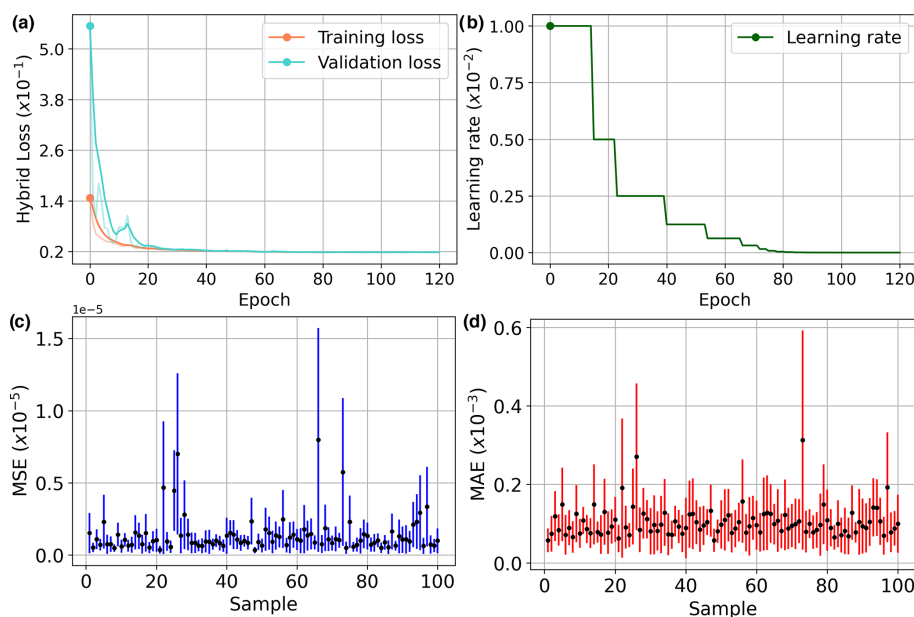 (a)
Training loss
Validation loss
Hybrid Loss (x10⁻¹)
5.0
3.8
2.6
1.4
0.2
0 20 40 60 80 100 120
Epoch
(b)
Learning rate
Learning rate (x10⁻²)
1.00
0.50
0.25
0.00
0 20 40 60 80 100 120
Epoch
(c)
1e-5
MSE (x10⁻⁵)
1.5
1.0
0.5
0.0
0 20 40 60 80 100
Sample
(d)
MAE (x10⁻³)
0.6
0.4
0.2
0.0
0 20 40 60 80 100
Sample